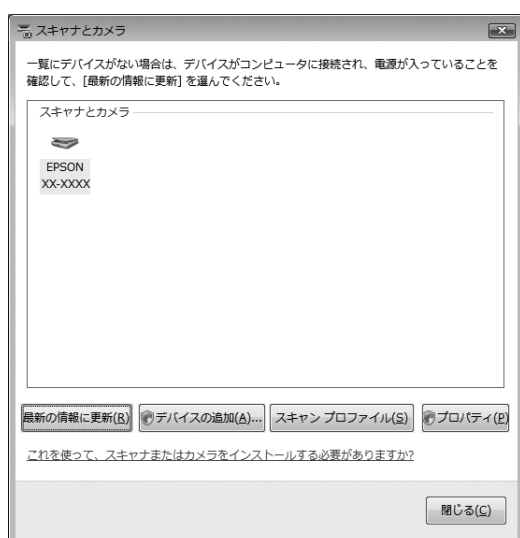 スキャナとカメラ
一覧にデバイスがない場合は、デバイスがコンピュータに接続され、電源が入っていることを
確認して、[最新の情報に更新] を選んでください。
スキャナとカメラ
EPSON
XX-XXXX
最新の情報に更新(R) デバイスの追加(A)... スキャン プロファイル(S) プロパティ(P)
これを使って、スキャナまたはカメラをインストールする必要がありますか?
閉じる(C)